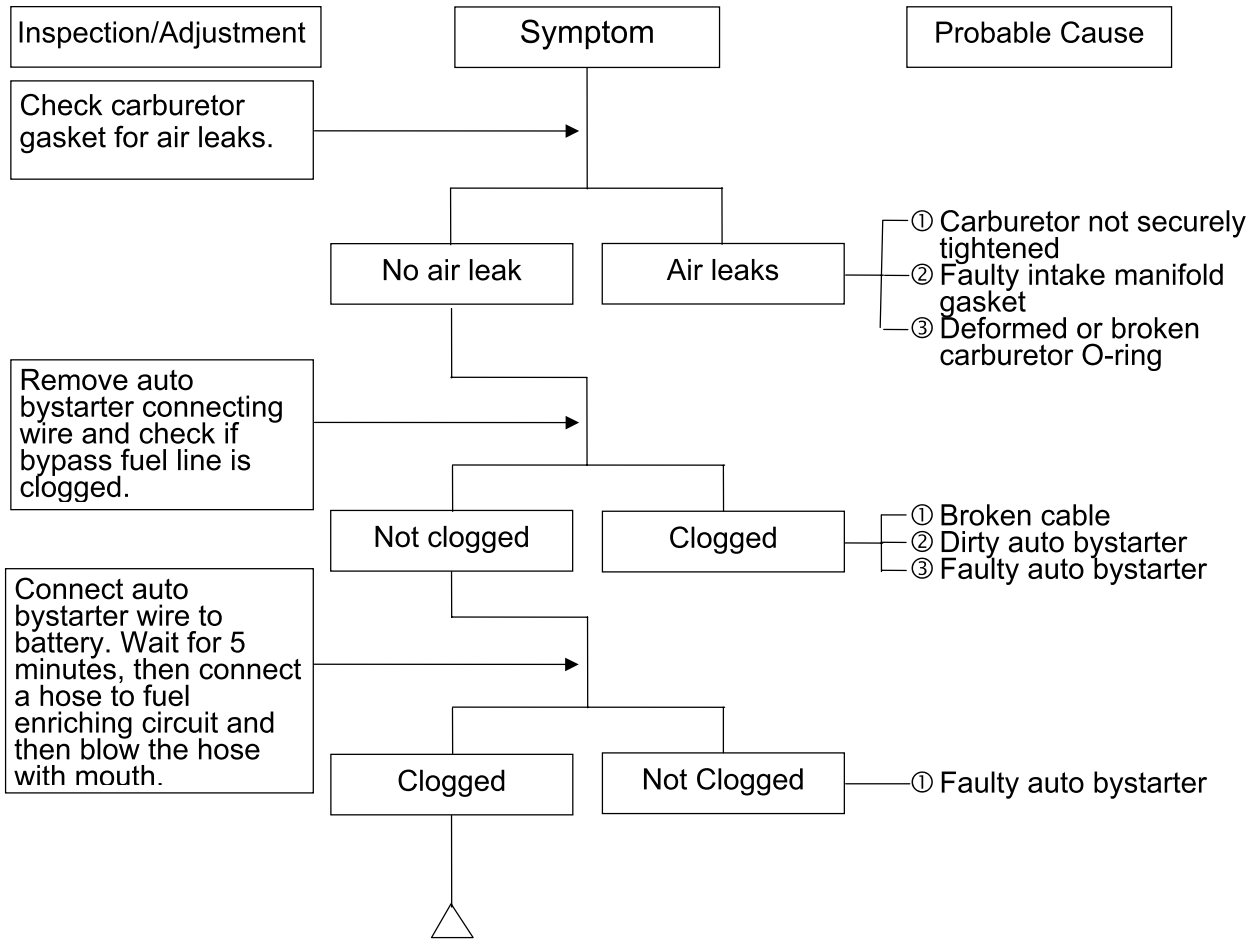 Inspection/Adjustment
Symptom
Probable Cause
Check carburetor
gasket for air leaks.
No air leak
Air leaks
① Carburetor not securely
tightened
② Faulty intake manifold
gasket
③ Deformed or broken
carburetor O-ring
Remove auto
bystarter connecting
wire and check if
bypass fuel line is
clogged.
Not clogged
Clogged
① Broken cable
② Dirty auto bystarter
③ Faulty auto bystarter
Connect auto
bystarter wire to
battery. Wait for 5
minutes, then connect
a hose to fuel
enriching circuit and
then blow the hose
with mouth.
Clogged
Not Clogged
① Faulty auto bystarter